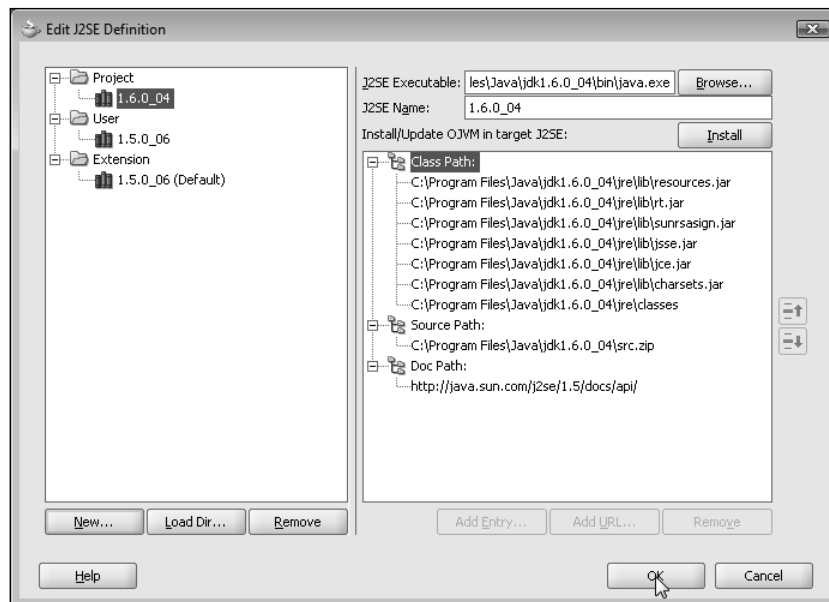 Edit J2SE Definition
Project
1.6.0_04
User
1.5.0_06
Extension
1.5.0_06 (Default)
New...
Load Dir...
Remove
J2SE Executable: les\Java\jdk1.6.0_04\bin\java.exe Browse...
J2SE Name: 1.6.0_04
Install/Update OJVM in target J2SE: Install
Class Path:
C:\Program Files\Java\jdk1.6.0_04\jre\lib\resources.jar
C:\Program Files\Java\jdk1.6.0_04\jre\lib\rt.jar
C:\Program Files\Java\jdk1.6.0_04\jre\lib\sunrsasign.jar
C:\Program Files\Java\jdk1.6.0_04\jre\lib\jsse.jar
C:\Program Files\Java\jdk1.6.0_04\jre\lib\jce.jar
C:\Program Files\Java\jdk1.6.0_04\jre\lib\charsets.jar
C:\Program Files\Java\jdk1.6.0_04\jre\classes
Source Path:
C:\Program Files\Java\jdk1.6.0_04\src.zip
Doc Path:
http://java.sun.com/j2se/1.5/docs/api/
Add Entry...
Add URL...
Remove
Help
OK
Cancel